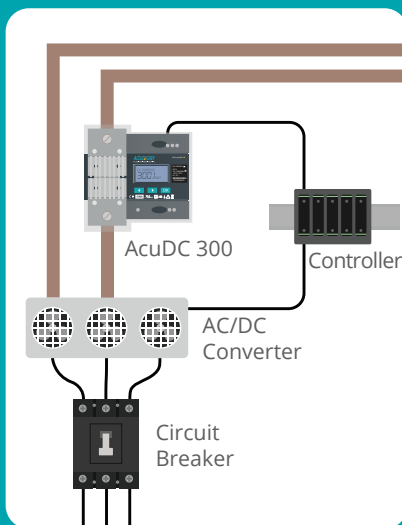 AcuDC 300
Controller
AC/DC
Converter
Circuit
Breaker